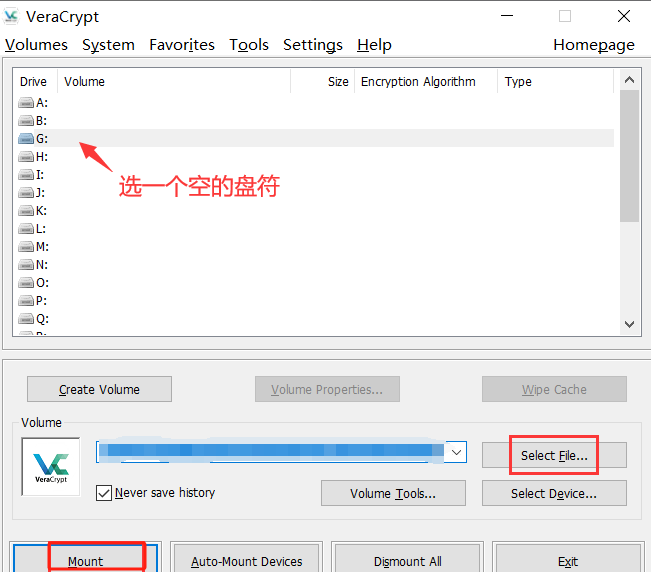 VeraCrypt
Volumes System Favorites Tools Settings Help Homepage
Drive Volume Size Encryption Algorithm Type
A:
B:
G:
H:
I:
J:
K:
L:
M:
N:
O:
P:
Q:
选一个空的盘符
Create Volume Volume Properties... Wipe Cache
Volume
VeraCrypt
Select File...
Never save history Volume Tools... Select Device...
Mount Auto-Mount Devices Dismount All Exit